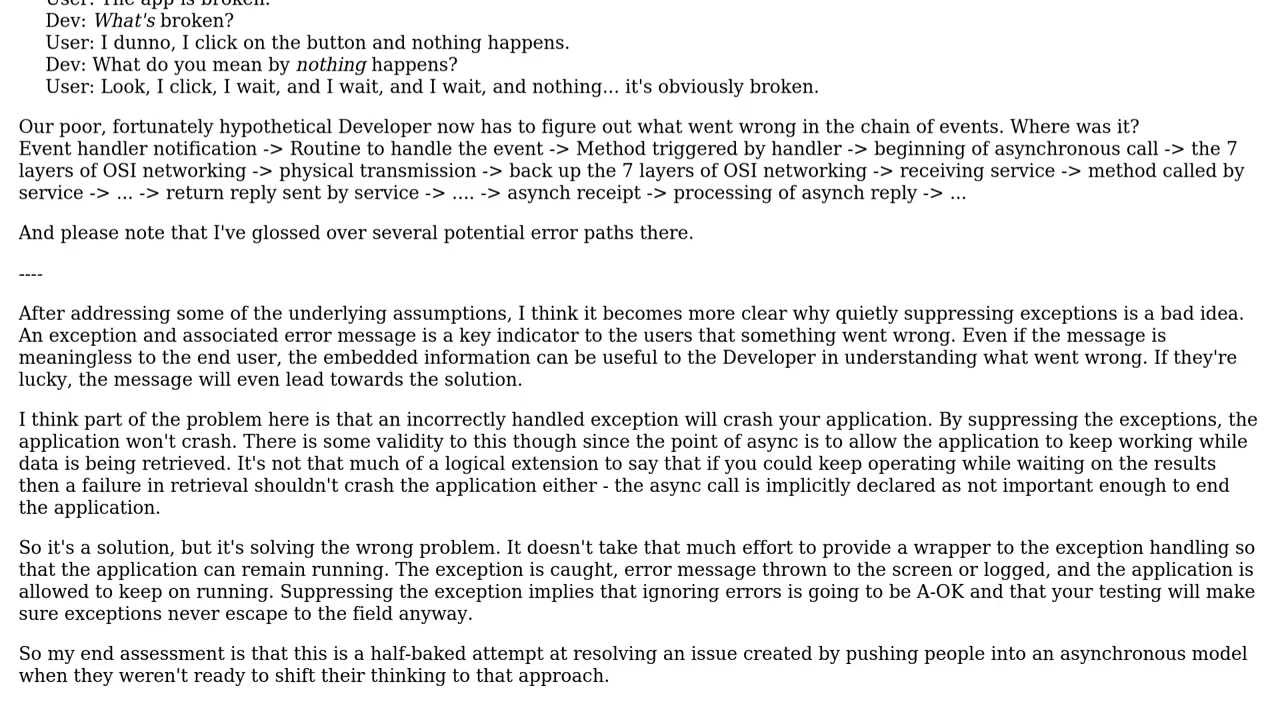 User: The app is broken.
Dev: What's broken?
User: I dunno, I click on the button and nothing happens.
Dev: What do you mean by nothing happens?
User: Look, I click, I wait, and I wait, and I wait, and nothing... it's obviously broken.
Our poor, fortunately hypothetical Developer now has to figure out what went wrong in the chain of events. Where was it?
Event handler notification -> Routine to handle the event -> Method triggered by handler -> beginning of asynchronous call -> the 7
layers of OSI networking -> physical transmission -> back up the 7 layers of OSI networking -> receiving service -> method called by
service -> ... -> return reply sent by service -> .... -> asynch receipt -> processing of asynch reply -> ...
And please note that I've glossed over several potential error paths there.
----
After addressing some of the underlying assumptions, I think it becomes more clear why quietly suppressing exceptions is a bad idea.
An exception and associated error message is a key indicator to the users that something went wrong. Even if the message is
meaningless to the end user, the embedded information can be useful to the Developer in understanding what went wrong. If they're
lucky, the message will even lead towards the solution.
I think part of the problem here is that an incorrectly handled exception will crash your application. By suppressing the exceptions, the
application won't crash. There is some validity to this though since the point of async is to allow the application to keep working while
data is being retrieved. It's not that much of a logical extension to say that if you could keep operating while waiting on the results
then a failure in retrieval shouldn't crash the application either - the async call is implicitly declared as not important enough to end
the application.
So it's a solution, but it's solving the wrong problem. It doesn't take that much effort to provide a wrapper to the exception handling so
that the application can remain running. The exception is caught, error message thrown to the screen or logged, and the application is
allowed to keep on running. Suppressing the exception implies that ignoring errors is going to be A-OK and that your testing will make
sure exceptions never escape to the field anyway.
So my end assessment is that this is a half-baked attempt at resolving an issue created by pushing people into an asynchronous model
when they weren't ready to shift their thinking to that approach.